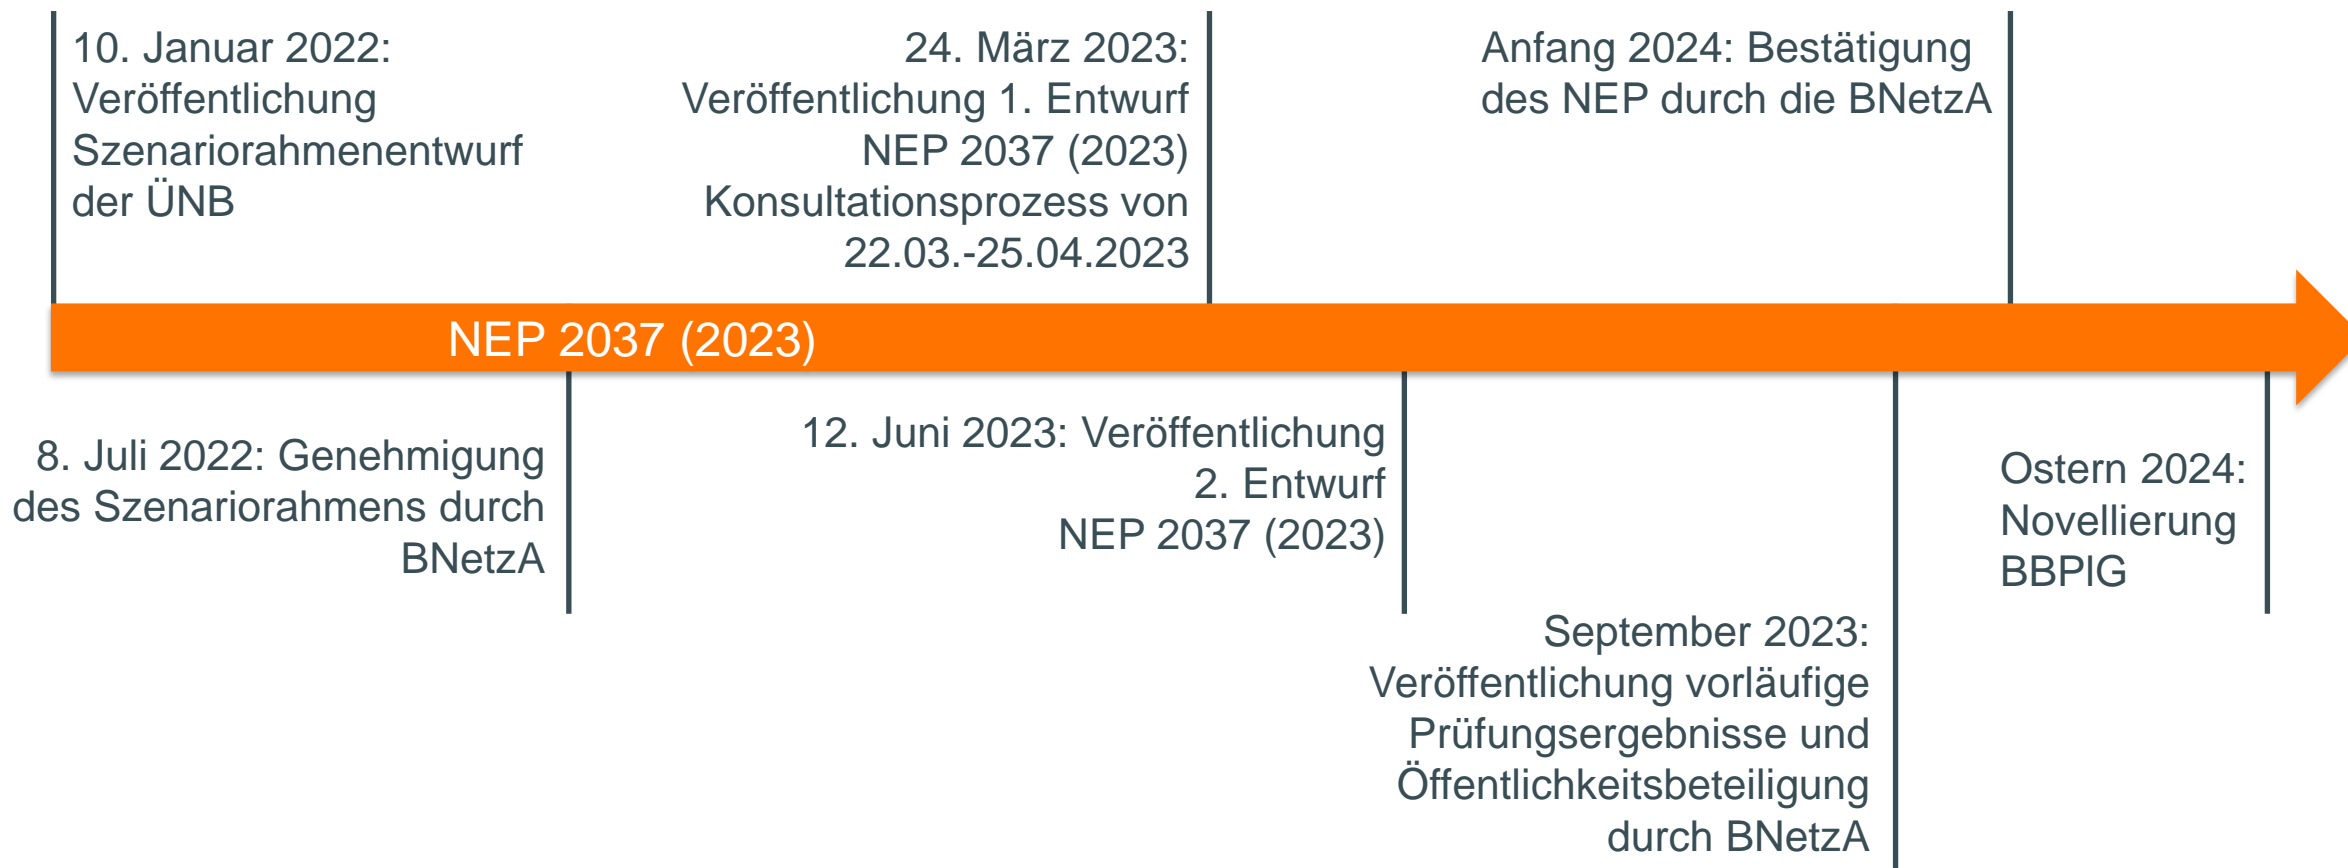 10. Januar 2022:
Veröffentlichung
Szenariorahmenentwurf
der ÜNB
24. März 2023:
Veröffentlichung 1. Entwurf
NEP 2037 (2023)
Konsultationsprozess von
22.03.-25.04.2023
Anfang 2024: Bestätigung
des NEP durch die BNetzA
NEP 2037 (2023)
8. Juli 2022: Genehmigung
des Szenariorahmens durch
BNetzA
12. Juni 2023: Veröffentlichung
2. Entwurf
NEP 2037 (2023)
September 2023:
Veröffentlichung vorläufige
Prüfungsergebnisse und
Öffentlichkeitsbeteiligung
durch BNetzA
Ostern 2024:
Novellierung
BBPlG